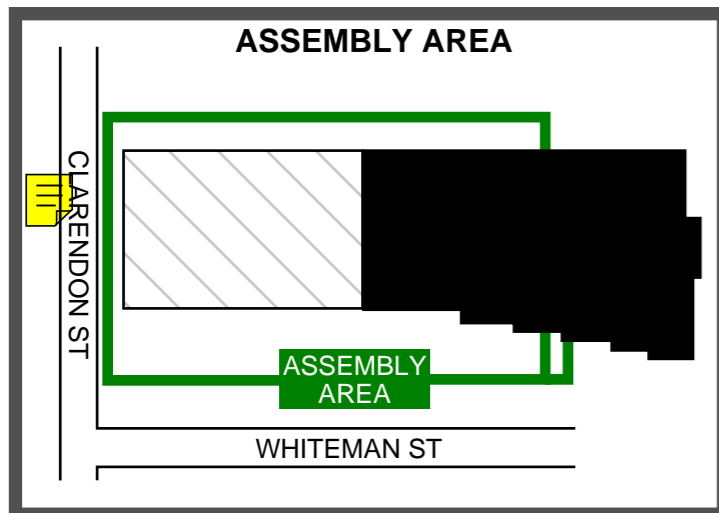 ASSEMBLY AREA
CLARENDON ST
ASSEMBLY
AREA
WHITEMAN ST